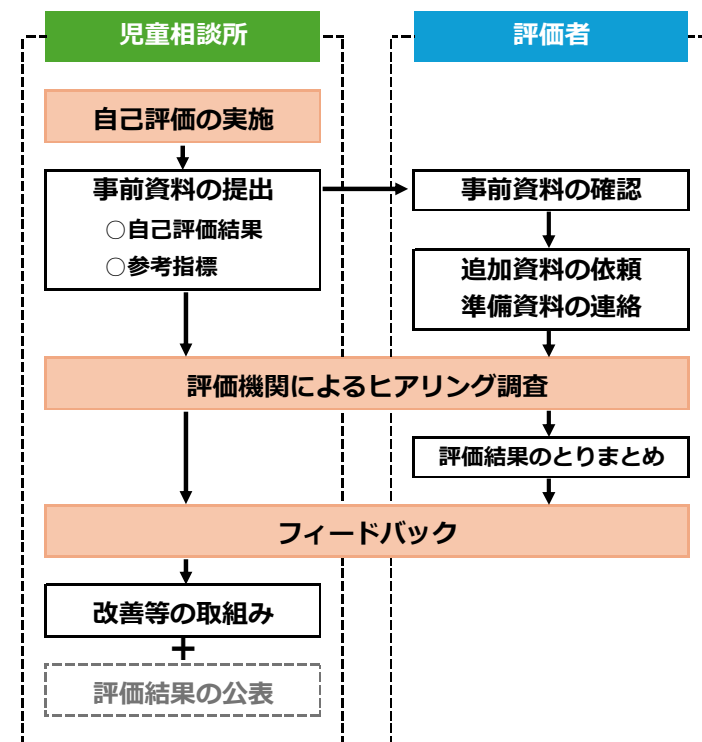 児童相談所
評価者
自己評価の実施
事前資料の提出
○自己評価結果
○参考指標
事前資料の確認
追加資料の依頼
準備資料の連絡
評価機関によるヒアリング調査
評価結果のとりまとめ
フィードバック
改善等の取組み
+
評価結果の公表